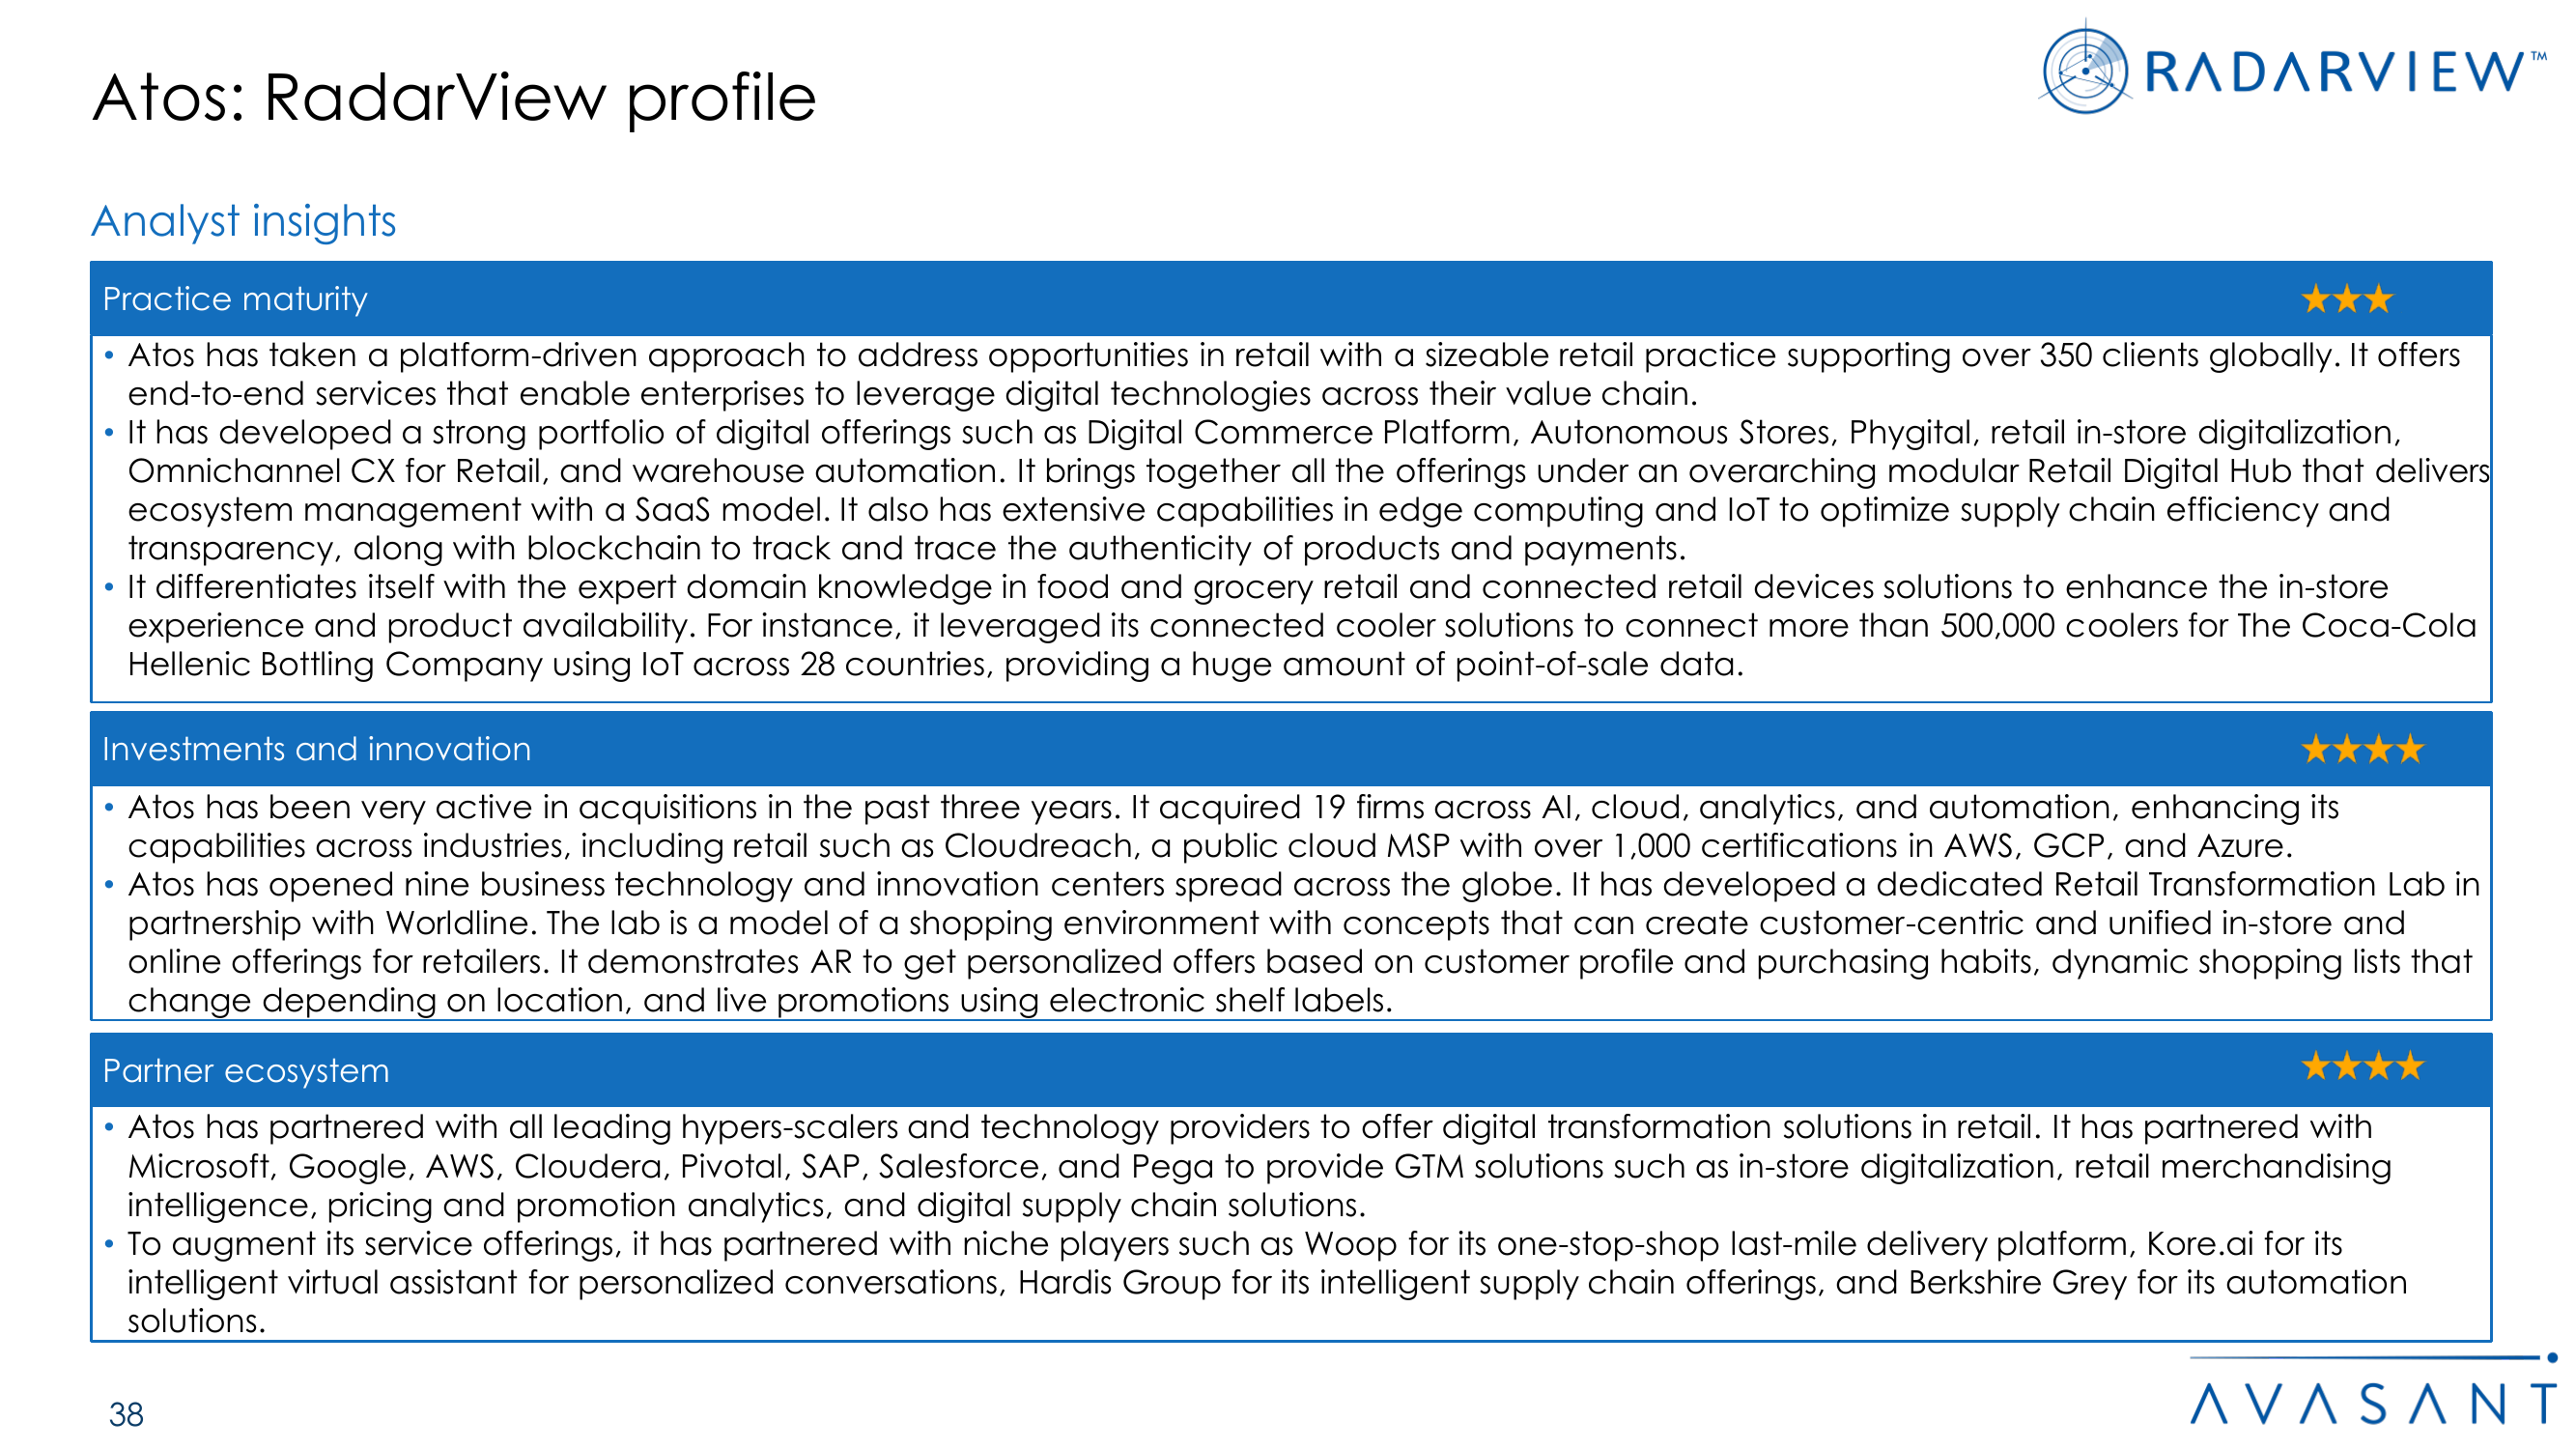 Atos: RadarView profile
RADARVIEW™
Analyst insights
Practice maturity ★★★
• Atos has taken a platform-driven approach to address opportunities in retail with a sizeable retail practice supporting over 350 clients globally. It offers
end-to-end services that enable enterprises to leverage digital technologies across their value chain.
• It has developed a strong portfolio of digital offerings such as Digital Commerce Platform, Autonomous Stores, Phygital, retail in-store digitalization,
Omnichannel CX for Retail, and warehouse automation. It brings together all the offerings under an overarching modular Retail Digital Hub that delivers
ecosystem management with a SaaS model. It also has extensive capabilities in edge computing and IoT to optimize supply chain efficiency and
transparency, along with blockchain to track and trace the authenticity of products and payments.
• It differentiates itself with the expert domain knowledge in food and grocery retail and connected retail devices solutions to enhance the in-store
experience and product availability. For instance, it leveraged its connected cooler solutions to connect more than 500,000 coolers for The Coca-Cola
Hellenic Bottling Company using IoT across 28 countries, providing a huge amount of point-of-sale data.
Investments and innovation ★★★★
• Atos has been very active in acquisitions in the past three years. It acquired 19 firms across AI, cloud, analytics, and automation, enhancing its
capabilities across industries, including retail such as Cloudreach, a public cloud MSP with over 1,000 certifications in AWS, GCP, and Azure.
• Atos has opened nine business technology and innovation centers spread across the globe. It has developed a dedicated Retail Transformation Lab in
partnership with Worldline. The lab is a model of a shopping environment with concepts that can create customer-centric and unified in-store and
online offerings for retailers. It demonstrates AR to get personalized offers based on customer profile and purchasing habits, dynamic shopping lists that
change depending on location, and live promotions using electronic shelf labels.
Partner ecosystem ★★★★
• Atos has partnered with all leading hypers-scalers and technology providers to offer digital transformation solutions in retail. It has partnered with
Microsoft, Google, AWS, Cloudera, Pivotal, SAP, Salesforce, and Pega to provide GTM solutions such as in-store digitalization, retail merchandising
intelligence, pricing and promotion analytics, and digital supply chain solutions.
• To augment its service offerings, it has partnered with niche players such as Woop for its one-stop-shop last-mile delivery platform, Kore.ai for its
intelligent virtual assistant for personalized conversations, Hardis Group for its intelligent supply chain offerings, and Berkshire Grey for its automation
solutions.
38
AVASANT